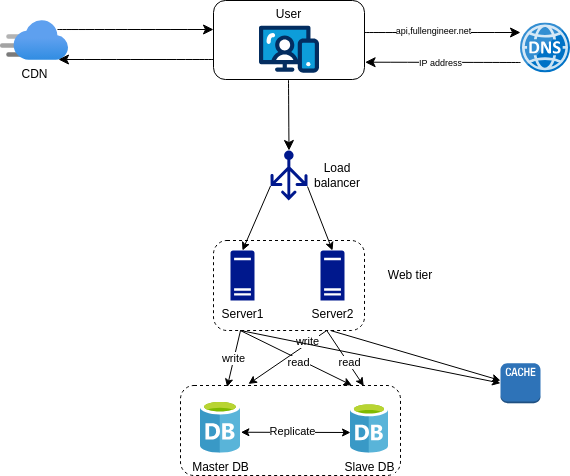 User
api,fullengineer.net
DNS
IP address
CDN
Load
balancer
Web tier
Server1
Server2
write
write
read
read
CACHE
DB
DB
Replicate
Master DB
Slave DB